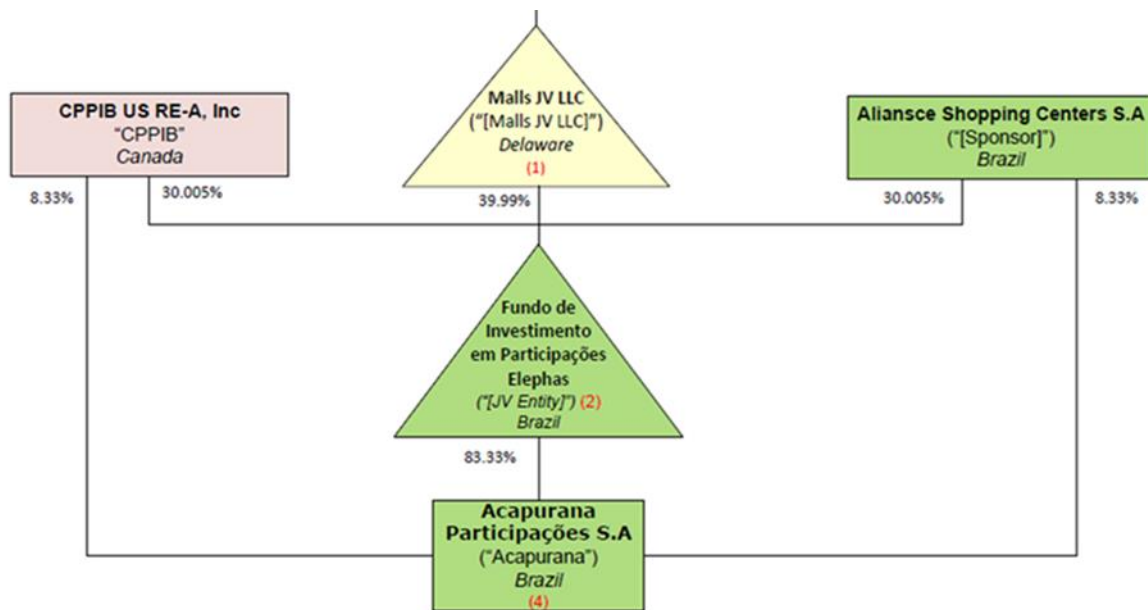 CPPIB US RE-A, Inc
“CPPIB”
Canada
Malls JV LLC
(“[Malls JV LLC]”)
Delaware
(1)
Aliansce Shopping Centers S.A
(“[Sponsor]”)
Brazil
8.33%
30.005%
39.99%
30.005%
8.33%
Fundo de
Investimento
em Participações
Elephas
(“[JV Entity]”) (2)
Brazil
83.33%
Acapurana
Participações S.A
(“Acapurana”)
Brazil
(4)